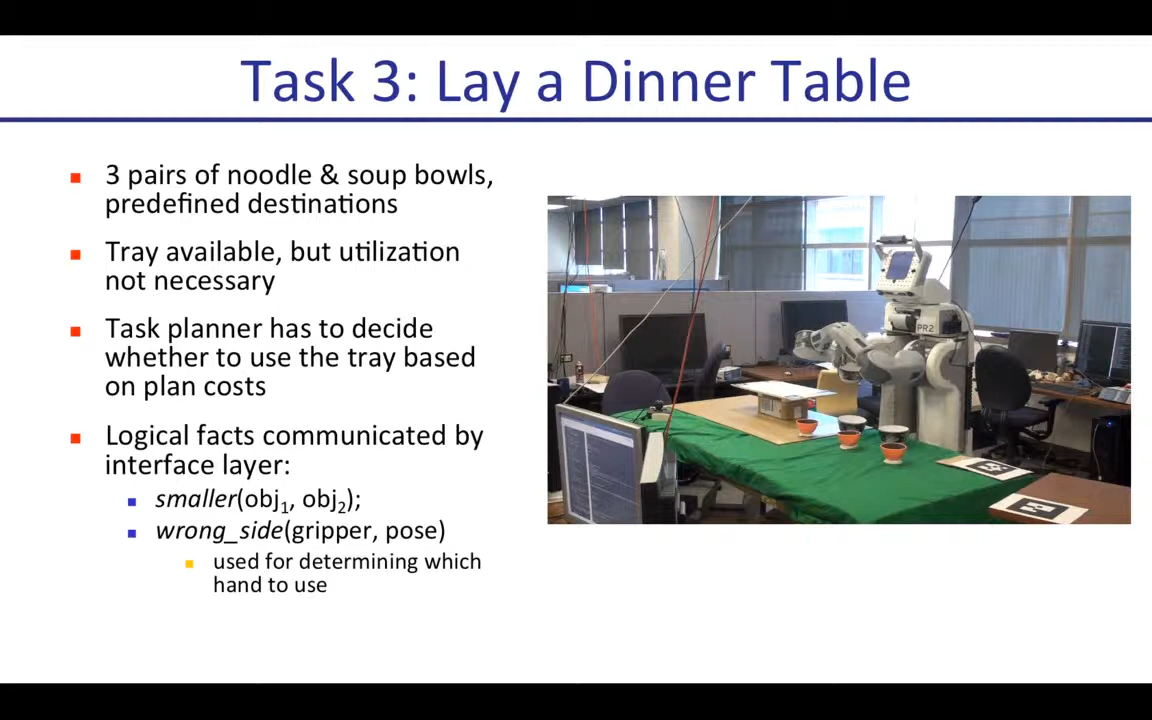 Task 3: Lay a Dinner Table
3 pairs of noodle & soup bowls,
predefined destinations
Tray available, but utilization
not necessary
Task planner has to decide
whether to use the tray based
on plan costs
Logical facts communicated by
interface layer:
smaller(obj1, obj2);
wrong_side(gripper, pose)
used for determining which
hand to use
PR2